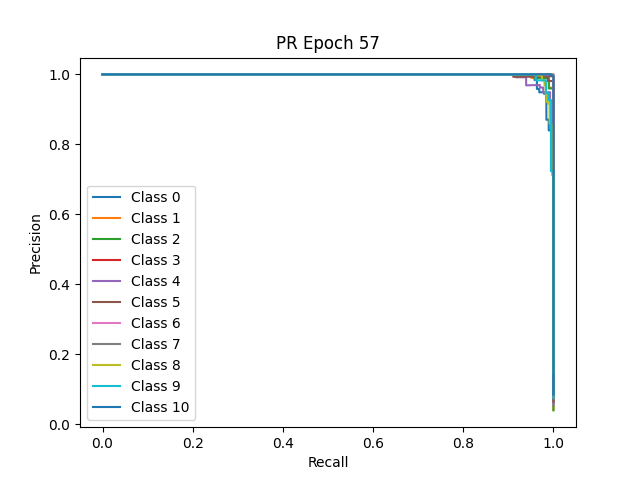 PR Epoch 57
1.0
0.8
0.6
0.4
0.2
0.0
Precision
Class 0
Class 1
Class 2
Class 3
Class 4
Class 5
Class 6
Class 7
Class 8
Class 9
Class 10
0.0 0.2 0.4 0.6 0.8 1.0
Recall